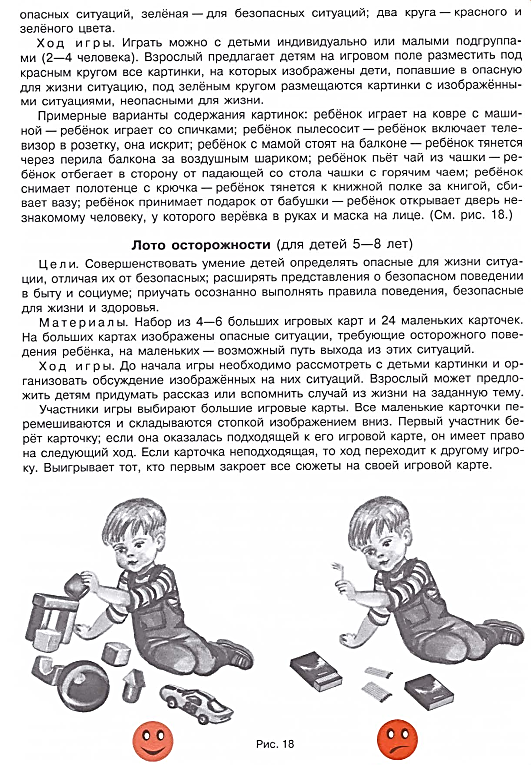 опасных ситуаций, зелёная — для безопасных ситуаций; два круга — красного и
зелёного цвета.
Ход игры. Играть можно с детьми индивидуально или малыми подгруппа-
ми (2—4 человека). Взрослый предлагает детям на игровом поле разместить под
красным кругом все картинки, на которых изображены дети, попавшие в опасную
для жизни ситуацию, под зелёным кругом размещаются картинки с изображённы-
ми ситуациями, неопасными для жизни.
Примерные варианты содержания картинок: ребёнок играет на ковре с маши-
ной — ребёнок играет со спичками; ребёнок пылесосит — ребёнок включает теле-
визор в розетку, она искрит; ребёнок с мамой стоят на балконе — ребёнок тянется
через перила балкона за воздушным шариком; ребёнок пьёт чай из чашки — ре-
бёнок отбегает в сторону от падающей со стола чашки с горячим чаем; ребёнок
снимает полотенце с крючка — ребёнок тянется к книжной полке за книгой, сби-
вает вазу; ребёнок принимает подарок от бабушки — ребёнок открывает дверь не-
знакомому человеку, у которого верёвка в руках и маска на лице. (См. рис. 18.)
Лото осторожности (для детей 5—8 лет)
Цели. Совершенствовать умение детей определять опасные для жизни ситуа-
ции, отличая их от безопасных; расширять представления о безопасном поведении
в быту и социуме; приучать осознанно выполнять правила поведения, безопасные
для жизни и здоровья.
Материалы. Набор из 4—6 больших игровых карт и 24 маленьких карточек.
На больших картах изображены опасные ситуации, требующие осторожного пове-
дения ребёнка, на маленьких — возможный путь выхода из этих ситуаций.
Ход игры. До начала игры необходимо рассмотреть с детьми картинки и ор-
ганизовать обсуждение изображённых на них ситуаций. Взрослый может предло-
жить детям придумать рассказ или вспомнить случай из жизни на заданную тему.
Участники игры выбирают большие игровые карты. Все маленькие карточки пе-
ремешиваются и складываются стопкой изображением вниз. Первый участник бе-
рёт карточку; если она оказалась подходящей к его игровой карте, он имеет право
на следующий ход. Если карточка неподходящая, то ход переходит к другому игро-
ку. Выигрывает тот, кто первым закроет все сюжеты на своей игровой карте.
Рис. 18